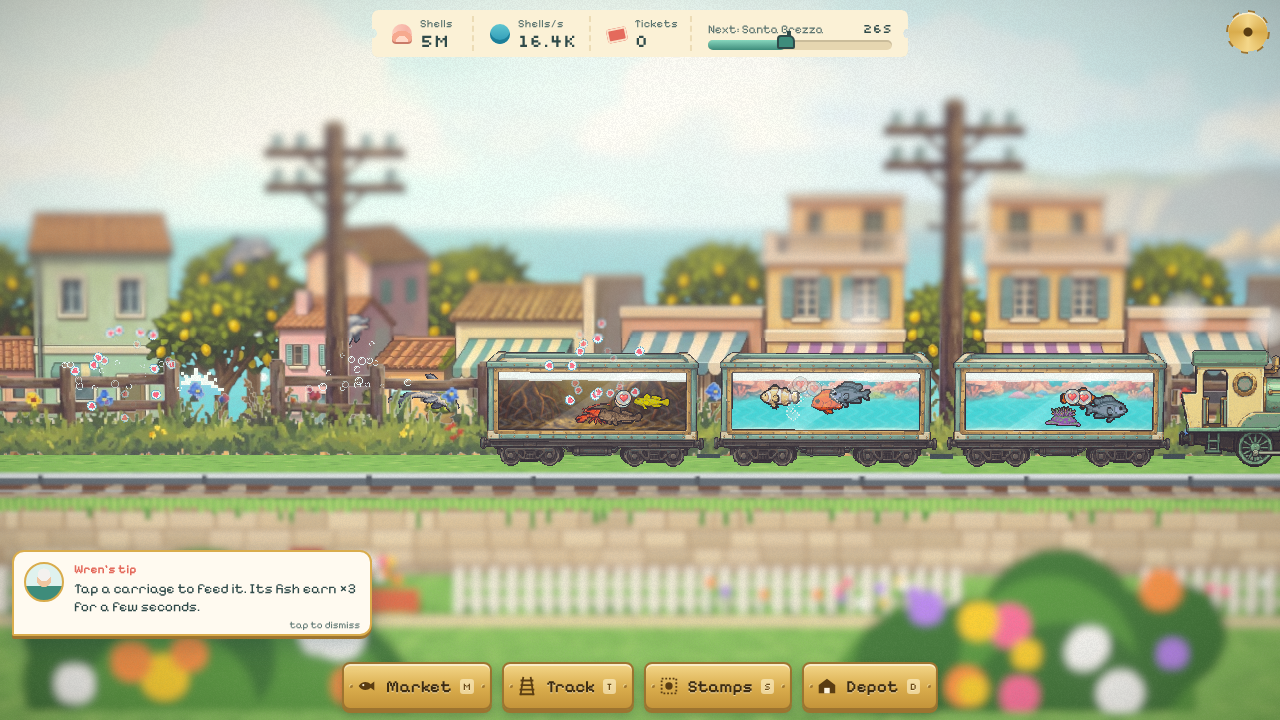 Shells
5M
Shells/s
16.4K
Tickets
0
Next: Santa Brezza
26S
Wren's tip
Tap a carriage to feed it. Its fish earn ×3
for a few seconds.
tap to dismiss
Market M
Track T
Stamps S
Depot D